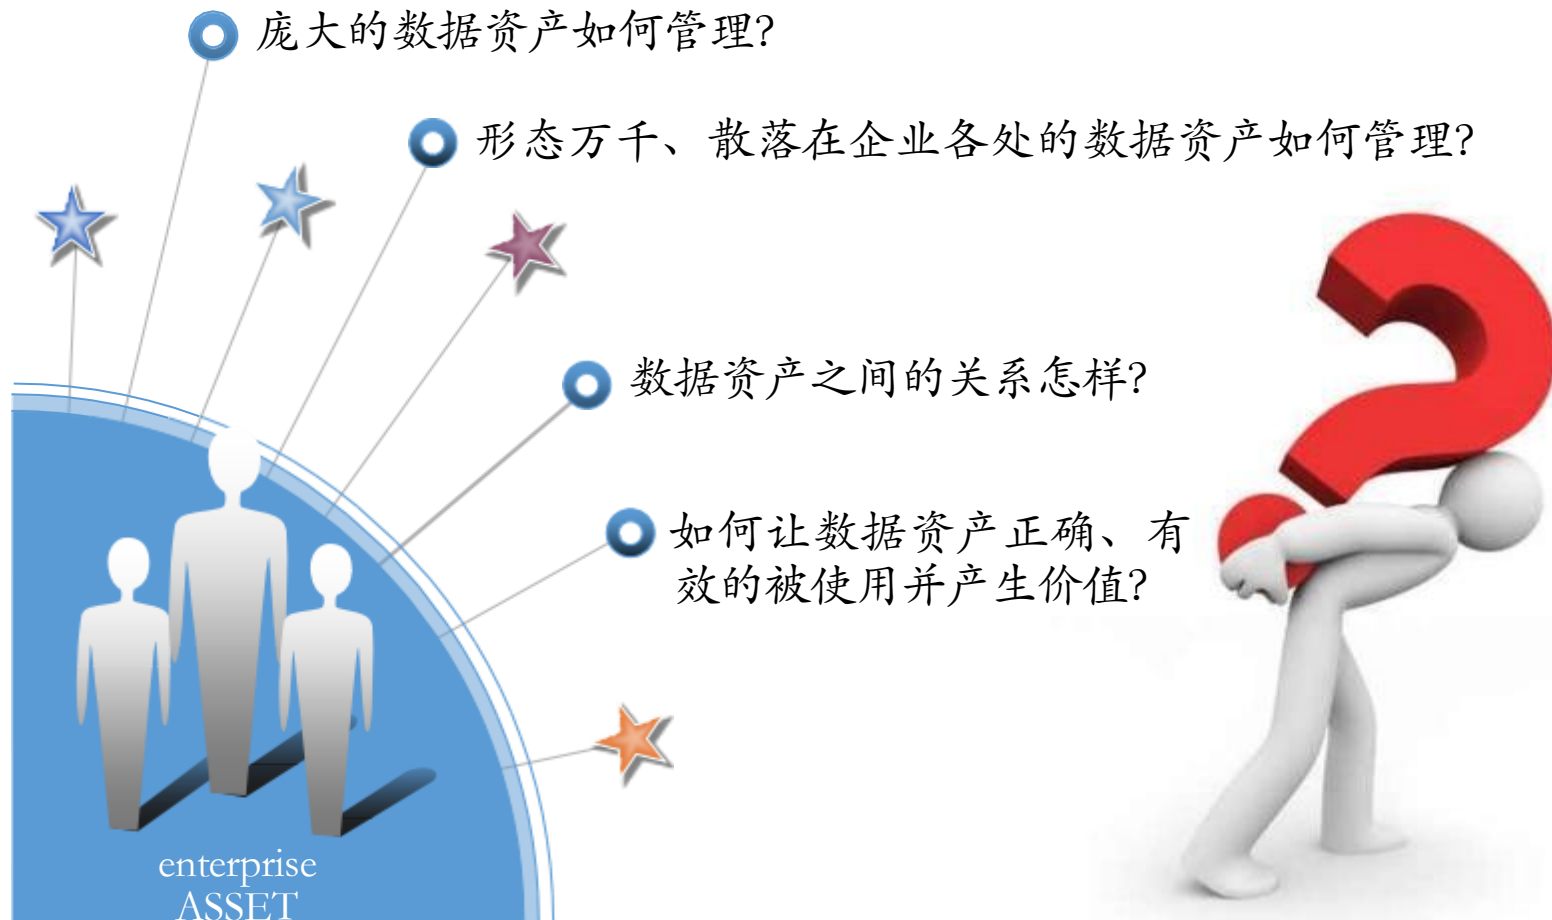 庞大的数据资产如何管理?
形态万千、散落在企业各处的数据资产如何管理?
数据资产之间的关系怎样?
如何让数据资产正确、有
效的被使用并产生价值?
enterprise
ASSET